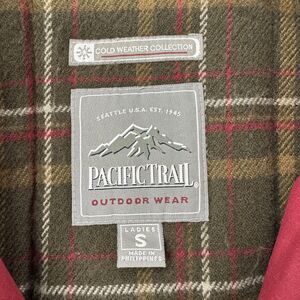 COLD WEATHER COLLECTION
SEATTLE U.S.A. EST. 1945
PACIFIC TRAIL®
OUTDOOR WEAR
LADIES
S
MADE IN
PHILIPPINES